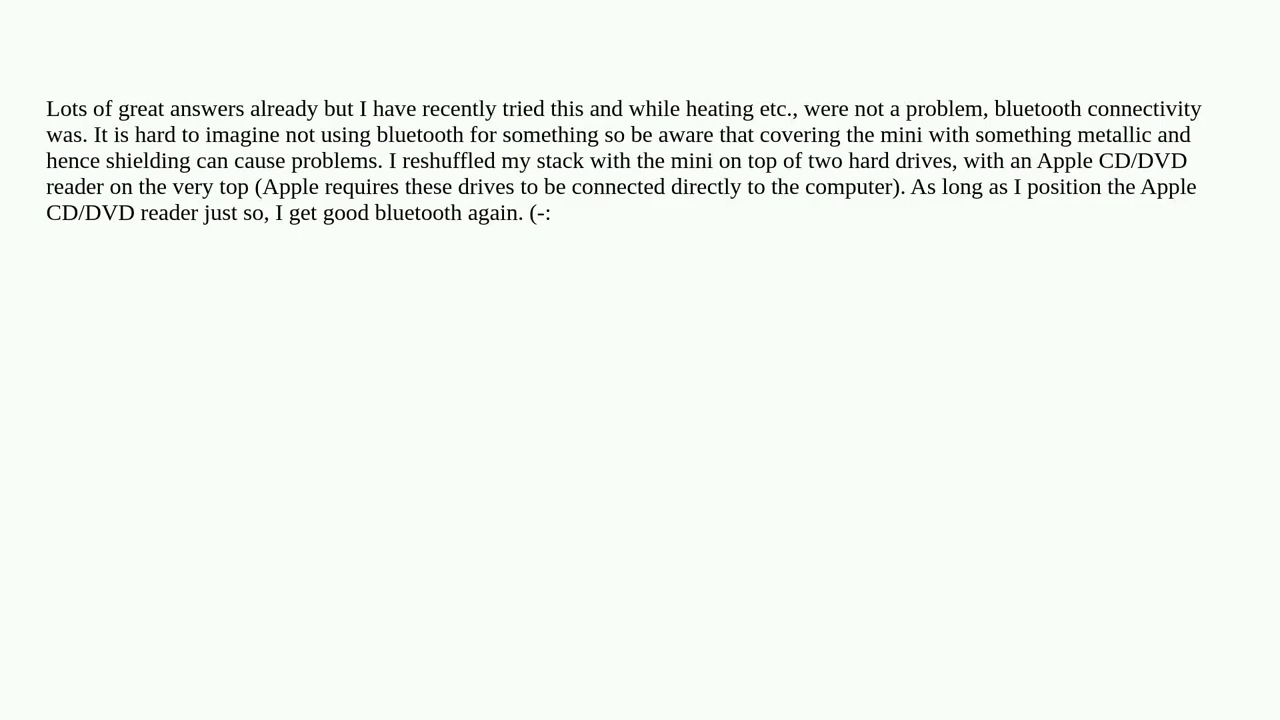 Lots of great answers already but I have recently tried this and while heating etc., were not a problem, bluetooth connectivity
was. It is hard to imagine not using bluetooth for something so be aware that covering the mini with something metallic and
hence shielding can cause problems. I reshuffled my stack with the mini on top of two hard drives, with an Apple CD/DVD
reader on the very top (Apple requires these drives to be connected directly to the computer). As long as I position the Apple
CD/DVD reader just so, I get good bluetooth again. (-: